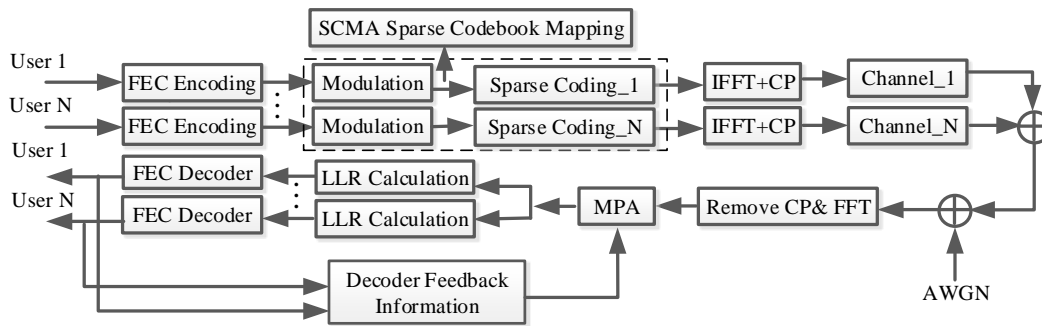 SCMA Sparse Codebook Mapping
User 1
FEC Encoding
Modulation
Sparse Coding_1
IFFT+CP
Channel_1
User N
FEC Encoding
Modulation
Sparse Coding_N
IFFT+CP
Channel_N
User 1
FEC Decoder
LLR Calculation
User N
FEC Decoder
LLR Calculation
MPA
Remove CP& FFT
Decoder Feedback
Information
AWGN